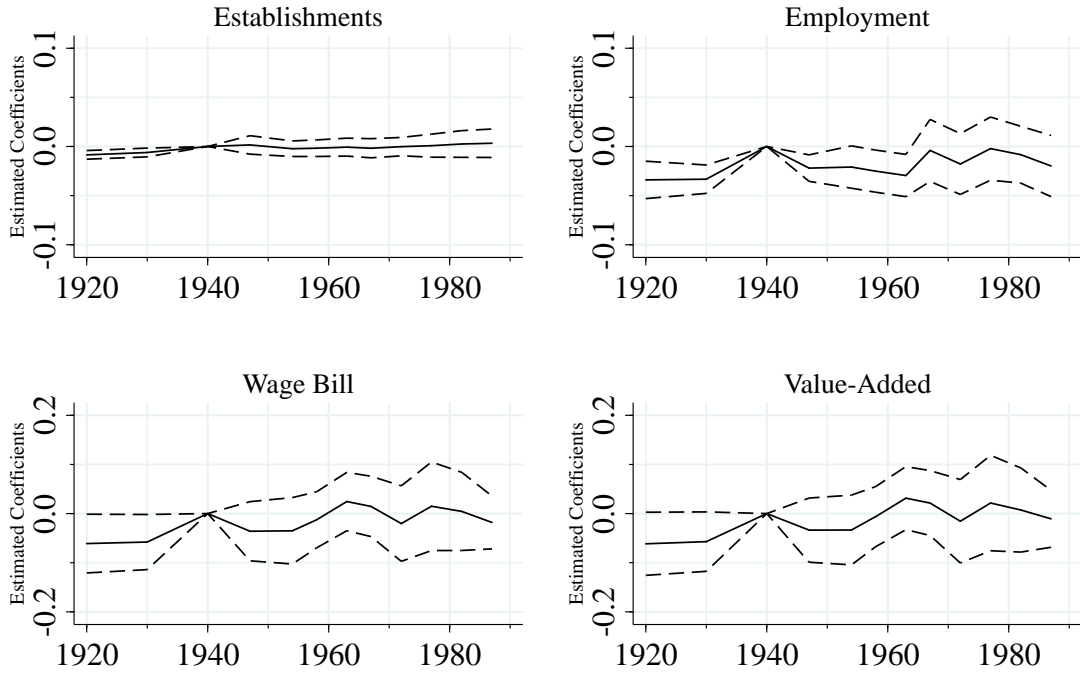 Establishments
Estimated Coefficients
0.1
0.0
-0.1
1920 1940 1960 1980
Employment
Estimated Coefficients
0.1
0.0
-0.1
1920 1940 1960 1980
Wage Bill
Estimated Coefficients
0.2
0.0
-0.2
1920 1940 1960 1980
Value-Added
Estimated Coefficients
0.2
0.0
-0.2
1920 1940 1960 1980